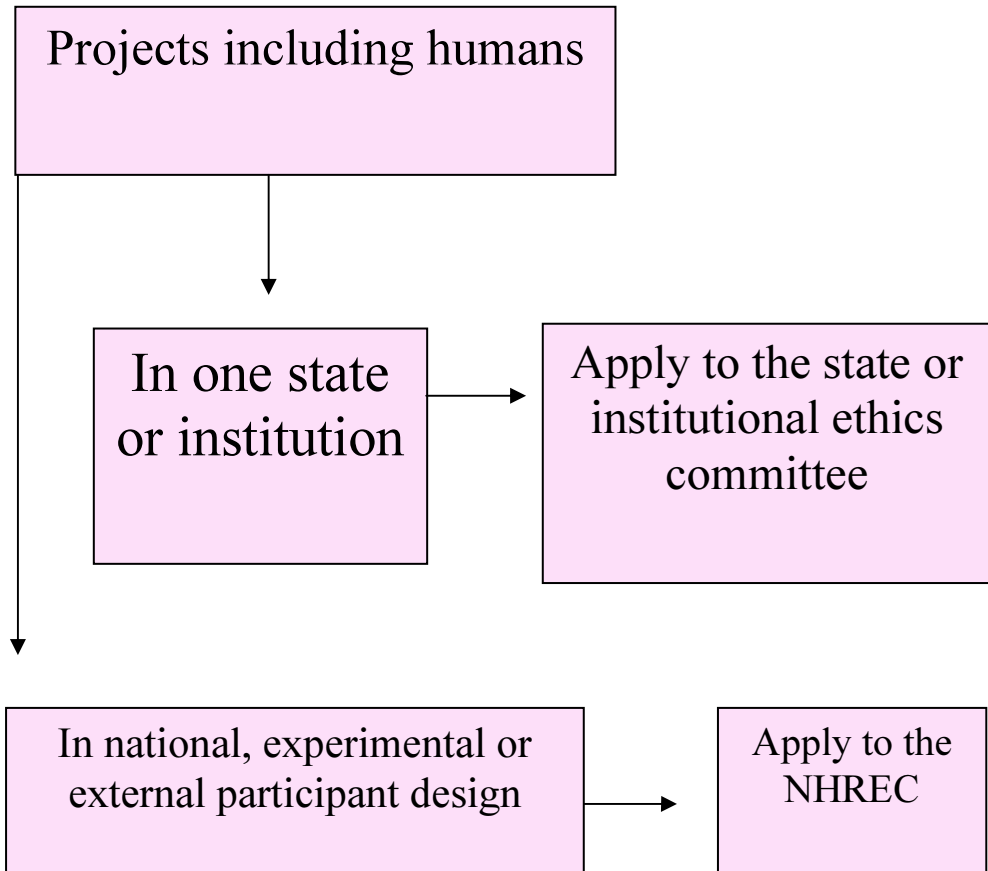 Projects including humans
In one state
or institution
Apply to the state or
institutional ethics
committee
In national, experimental or
external participant design
Apply to the
NHREC